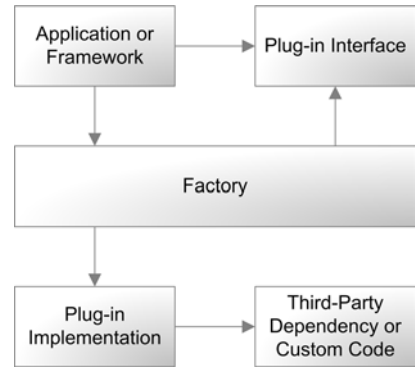 Application or
Framework
Plug-in Interface
Factory
Plug-in
Implementation
Third-Party
Dependency or
Custom Code